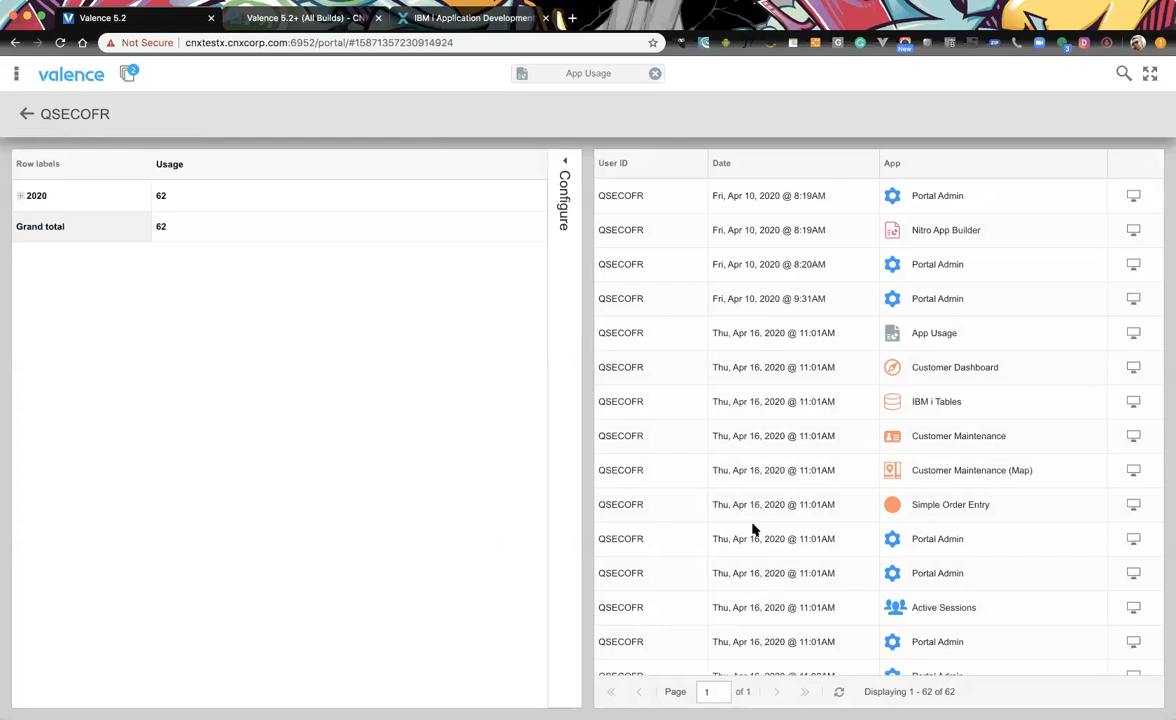 Valence 5.2
Valence 5.2+ (All Builds) - CN
IBM i Application Developmen
Not Secure
cnxtestx.cnxcorp.com:6952/portal/#15871357230914924
New
3
valence
2
App Usage
QSECOFR
Row labels Usage
2020 62
Grand total 62
Configure
User ID Date App
QSECOFR Fri, Apr 10, 2020 @ 8:19AM Portal Admin
QSECOFR Fri, Apr 10, 2020 @ 8:19AM Nitro App Builder
QSECOFR Fri, Apr 10, 2020 @ 8:20AM Portal Admin
QSECOFR Fri, Apr 10, 2020 @ 9:31AM Portal Admin
QSECOFR Thu, Apr 16, 2020 @ 11:01AM App Usage
QSECOFR Thu, Apr 16, 2020 @ 11:01AM Customer Dashboard
QSECOFR Thu, Apr 16, 2020 @ 11:01AM IBM i Tables
QSECOFR Thu, Apr 16, 2020 @ 11:01AM Customer Maintenance
QSECOFR Thu, Apr 16, 2020 @ 11:01AM Customer Maintenance (Map)
QSECOFR Thu, Apr 16, 2020 @ 11:01AM Simple Order Entry
QSECOFR Thu, Apr 16, 2020 @ 11:01AM Portal Admin
QSECOFR Thu, Apr 16, 2020 @ 11:01AM Portal Admin
QSECOFR Thu, Apr 16, 2020 @ 11:01AM Active Sessions
QSECOFR Thu, Apr 16, 2020 @ 11:01AM Portal Admin
Page 1 of 1 Displaying 1 - 62 of 62